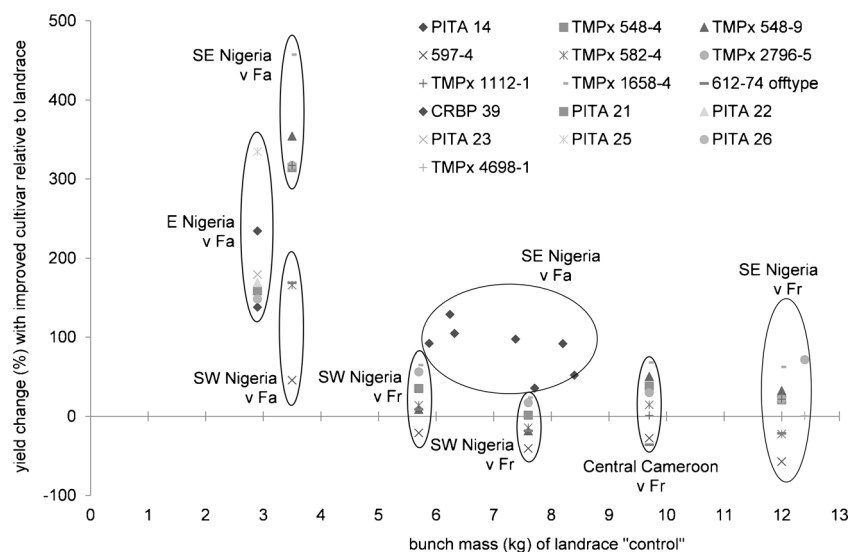 yield change (%) with improved cultivar relative to landrace
500
400
300
200
100
0
-100
0 1 2 3 4 5 6 7 8 9 10 11 12 13
bunch mass (kg) of landrace "control"
PITA 14 TMPx 548-4 TMPx 548-9
597-4 TMPx 582-4 TMPx 2796-5
TMPx 1112-1 TMPx 1658-4 612-74 offtype
CRBP 39 PITA 21 PITA 22
PITA 23 PITA 25 PITA 26
TMPx 4698-1
SE Nigeria
v Fa
E Nigeria
v Fa
SW Nigeria
v Fa
SW Nigeria
v Fr
SE Nigeria
v Fa
SW Nigeria
v Fr
Central Cameroon
v Fr
SE Nigeria
v Fr